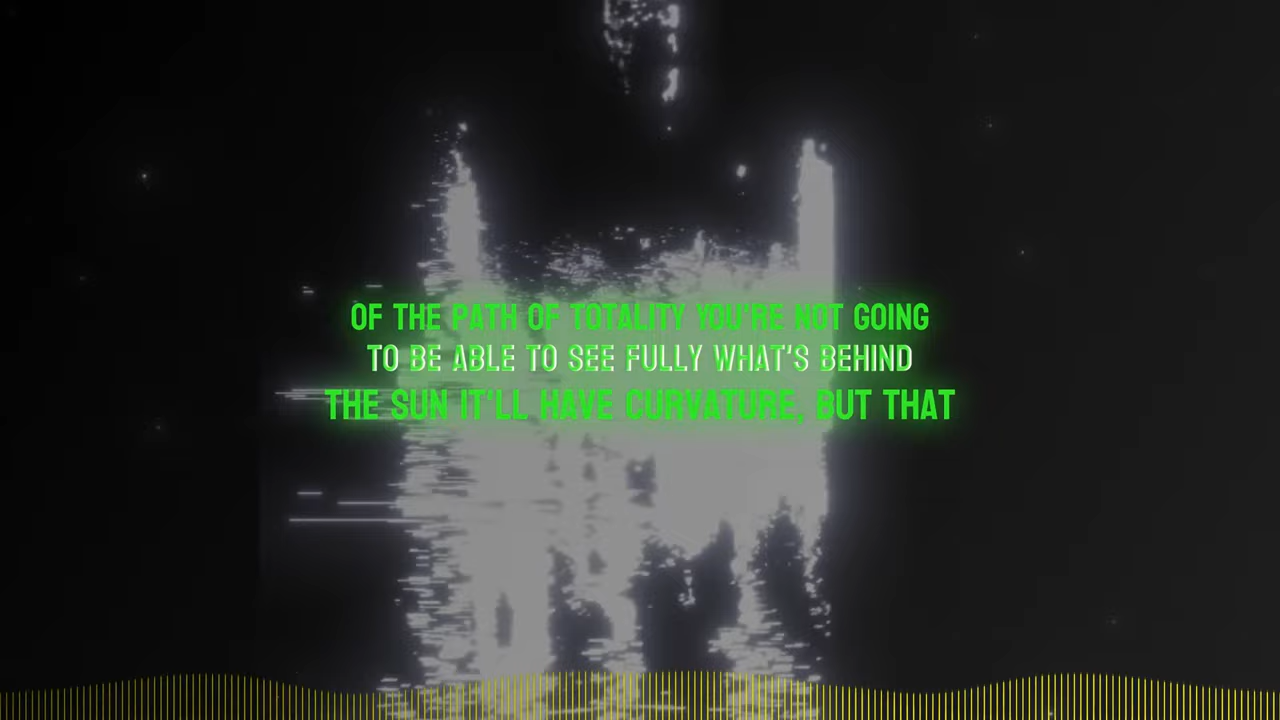 OF THE PATH OF TOTALITY YOU'RE NOT GOING
TO BE ABLE TO SEE FULLY WHAT'S BEHIND
THE SUN IT'LL HAVE CURVATURE, BUT THAT